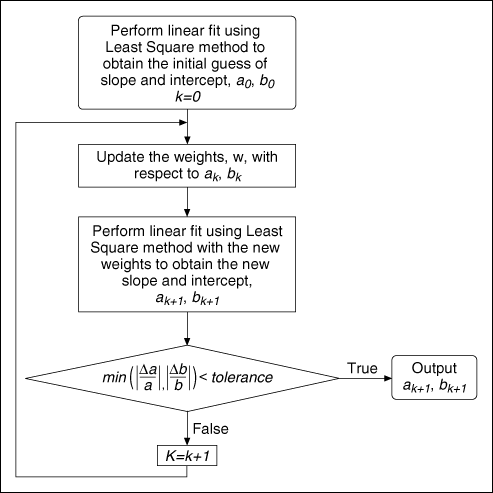 Perform linear fit using
Least Square method to
obtain the initial guess of
slope and intercept, a₀, b₀
k=0
Update the weights, w, with
respect to aₖ, bₖ
Perform linear fit using Least
Square method with the new
weights to obtain the new
slope and intercept,
aₖ₊₁, bₖ₊₁
min(|Δa/a|,|Δb/b|)< tolerance
True
Output
aₖ₊₁, bₖ₊₁
False
K=k+1